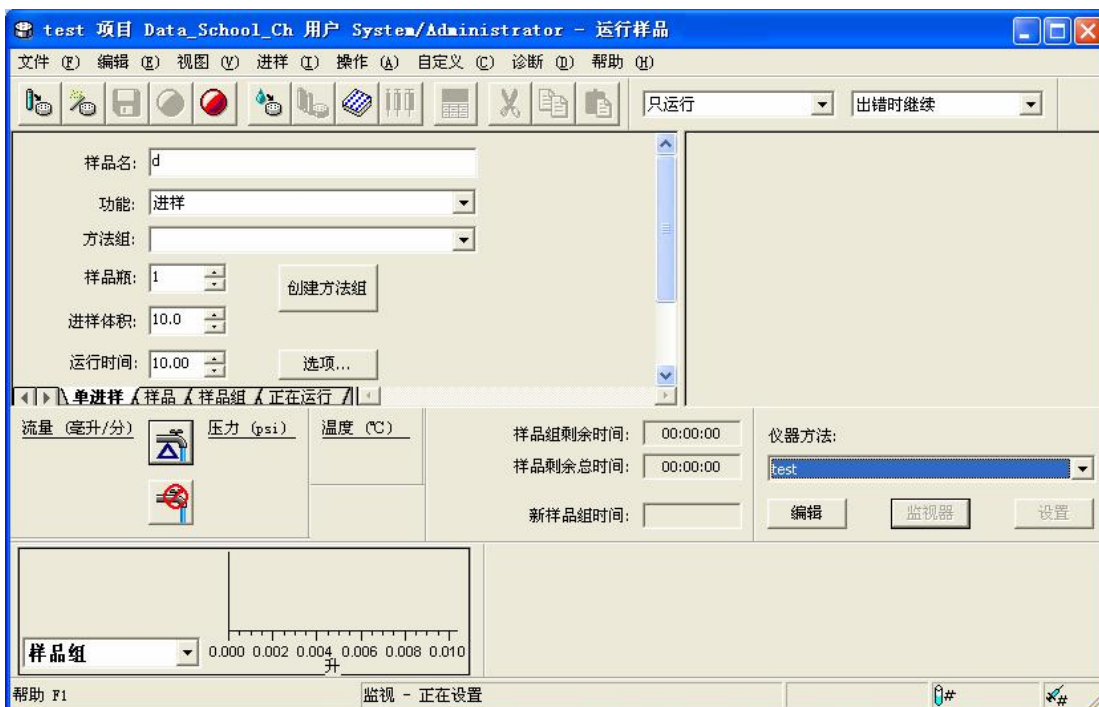 test 项目 Data_School_Ch 用户 System/Administrator - 运行样品
文件 (F) 编辑 (E) 视图 (V) 进样 (I) 操作 (A) 自定义 (C) 诊断 (D) 帮助 (H)
只运行 出错时继续
样品名: d
功能: 进样
方法组:
样品瓶: 1
创建方法组
进样体积: 10.0
运行时间: 10.00
选项...
单进样 样品 样品组 正在运行
流量 (毫升/分) 压力 (psi) 温度 (℃)
样品组剩余时间: 00:00:00
样品剩余总时间: 00:00:00
新样品组时间:
仪器方法:
test
编辑 监视器 设置
样品组
0.000 0.002 0.004 0.006 0.008 0.010
升
帮助 F1 监视 - 正在设置 # #